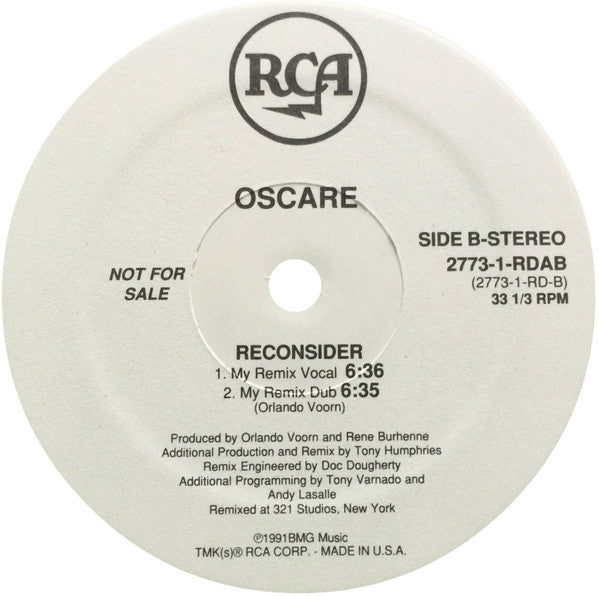 RCA
OSCARE
SIDE B-STEREO
2773-1-RDAB
(2773-1-RD-B)
33 1/3 RPM
NOT FOR
SALE
RECONSIDER
1. My Remix Vocal 6:36
2. My Remix Dub 6:35
(Orlando Voorn)
Produced by Orlando Voorn and Rene Burhenne
Additional Production and Remix by Tony Humphries
Remix Engineered by Doc Dougherty
Additional Programming by Tony Varnado and
Andy Lasalle
Remixed at 321 Studios, New York
℗1991BMG Music
TMK(s)® RCA CORP. - MADE IN U.S.A.